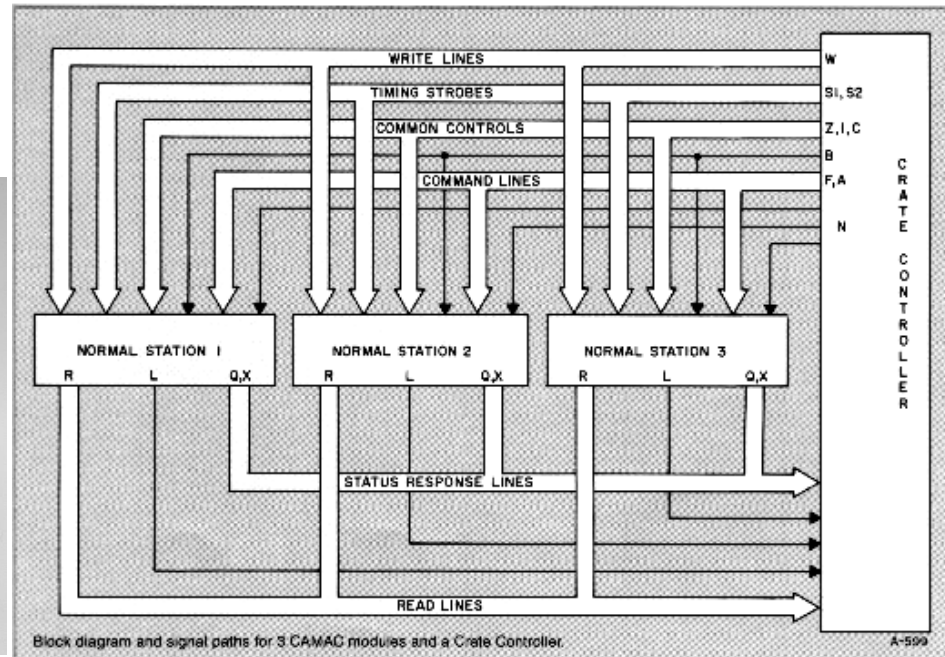 WRITE LINES
W
TIMING STROBES
S1, S2
COMMON CONTROLS
Z, I, C
B
COMMAND LINES
F, A
N
CRATE CONTROLLER
NORMAL STATION 1
R L Q,X
NORMAL STATION 2
R L Q,X
NORMAL STATION 3
R L Q,X
STATUS RESPONSE LINES
READ LINES
Block diagram and signal paths for 3 CAMAC modules and a Crate Controller.
A-599